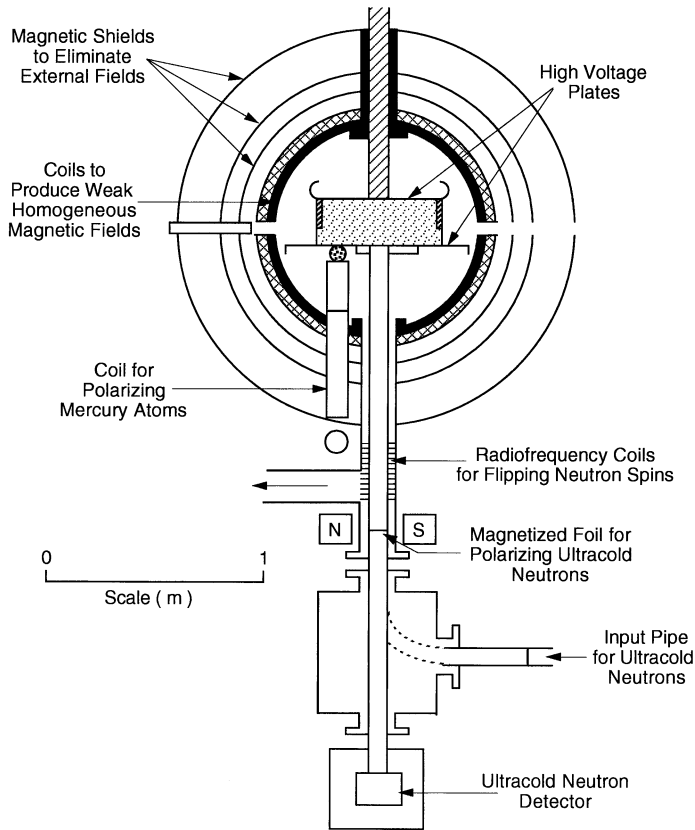 Magnetic Shields
to Eliminate
External Fields
High Voltage
Plates
Coils to
Produce Weak
Homogeneous
Magnetic Fields
Coil for
Polarizing
Mercury Atoms
Radiofrequency Coils
for Flipping Neutron Spins
N
S
Magnetized Foil for
Polarizing Ultracold
Neutrons
0
1
Scale ( m )
Input Pipe
for Ultracold
Neutrons
Ultracold Neutron
Detector